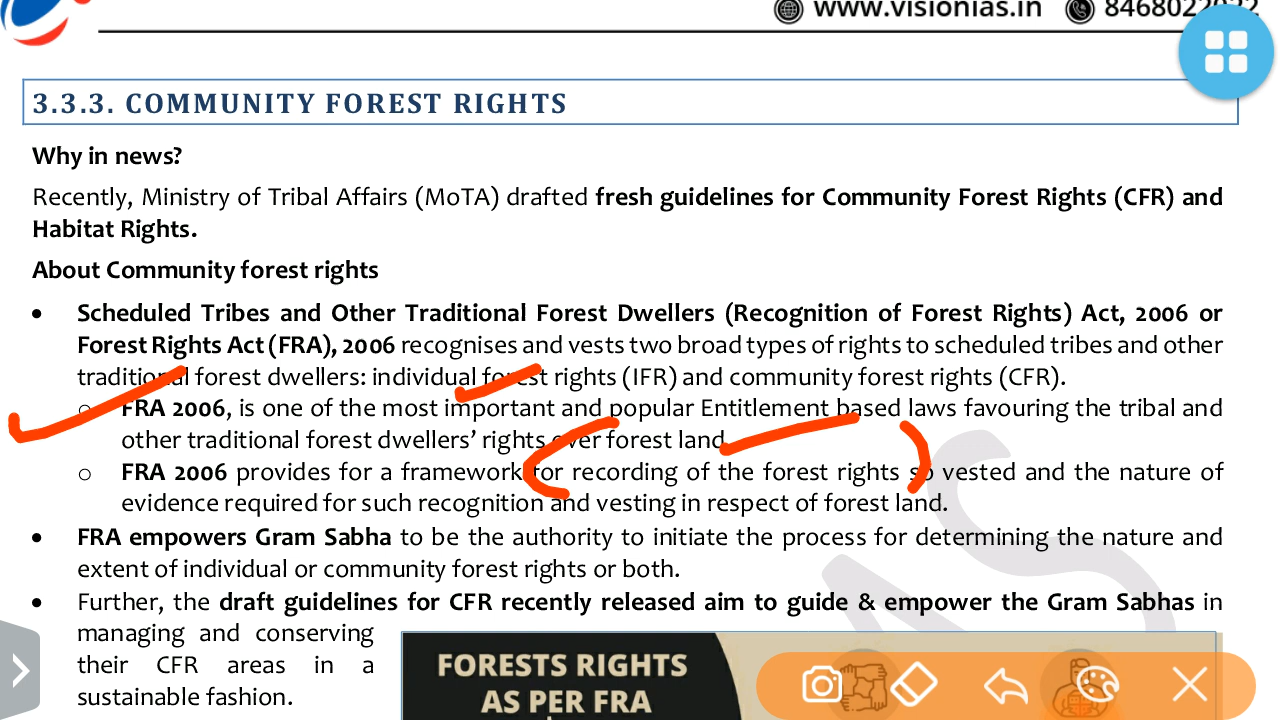 www.visionias.in
3.3.3. COMMUNITY FOREST RIGHTS
Why in news?
Recently, Ministry of Tribal Affairs (MoTA) drafted fresh guidelines for Community Forest Rights (CFR) and
Habitat Rights.
About Community forest rights
• Scheduled Tribes and Other Traditional Forest Dwellers (Recognition of Forest Rights) Act, 2006 or
Forest Rights Act (FRA), 2006 recognises and vests two broad types of rights to scheduled tribes and other
traditional forest dwellers: individual forest rights (IFR) and community forest rights (CFR).
o FRA 2006, is one of the most important and popular Entitlement based laws favouring the tribal and
other traditional forest dwellers' rights over forest land.
o FRA 2006 provides for a framework for recording of the forest rights so vested and the nature of
evidence required for such recognition and vesting in respect of forest land.
• FRA empowers Gram Sabha to be the authority to initiate the process for determining the nature and
extent of individual or community forest rights or both.
• Further, the draft guidelines for CFR recently released aim to guide & empower the Gram Sabhas in
managing and conserving
their CFR areas in a
sustainable fashion.
FORESTS RIGHTS
AS PER FRA